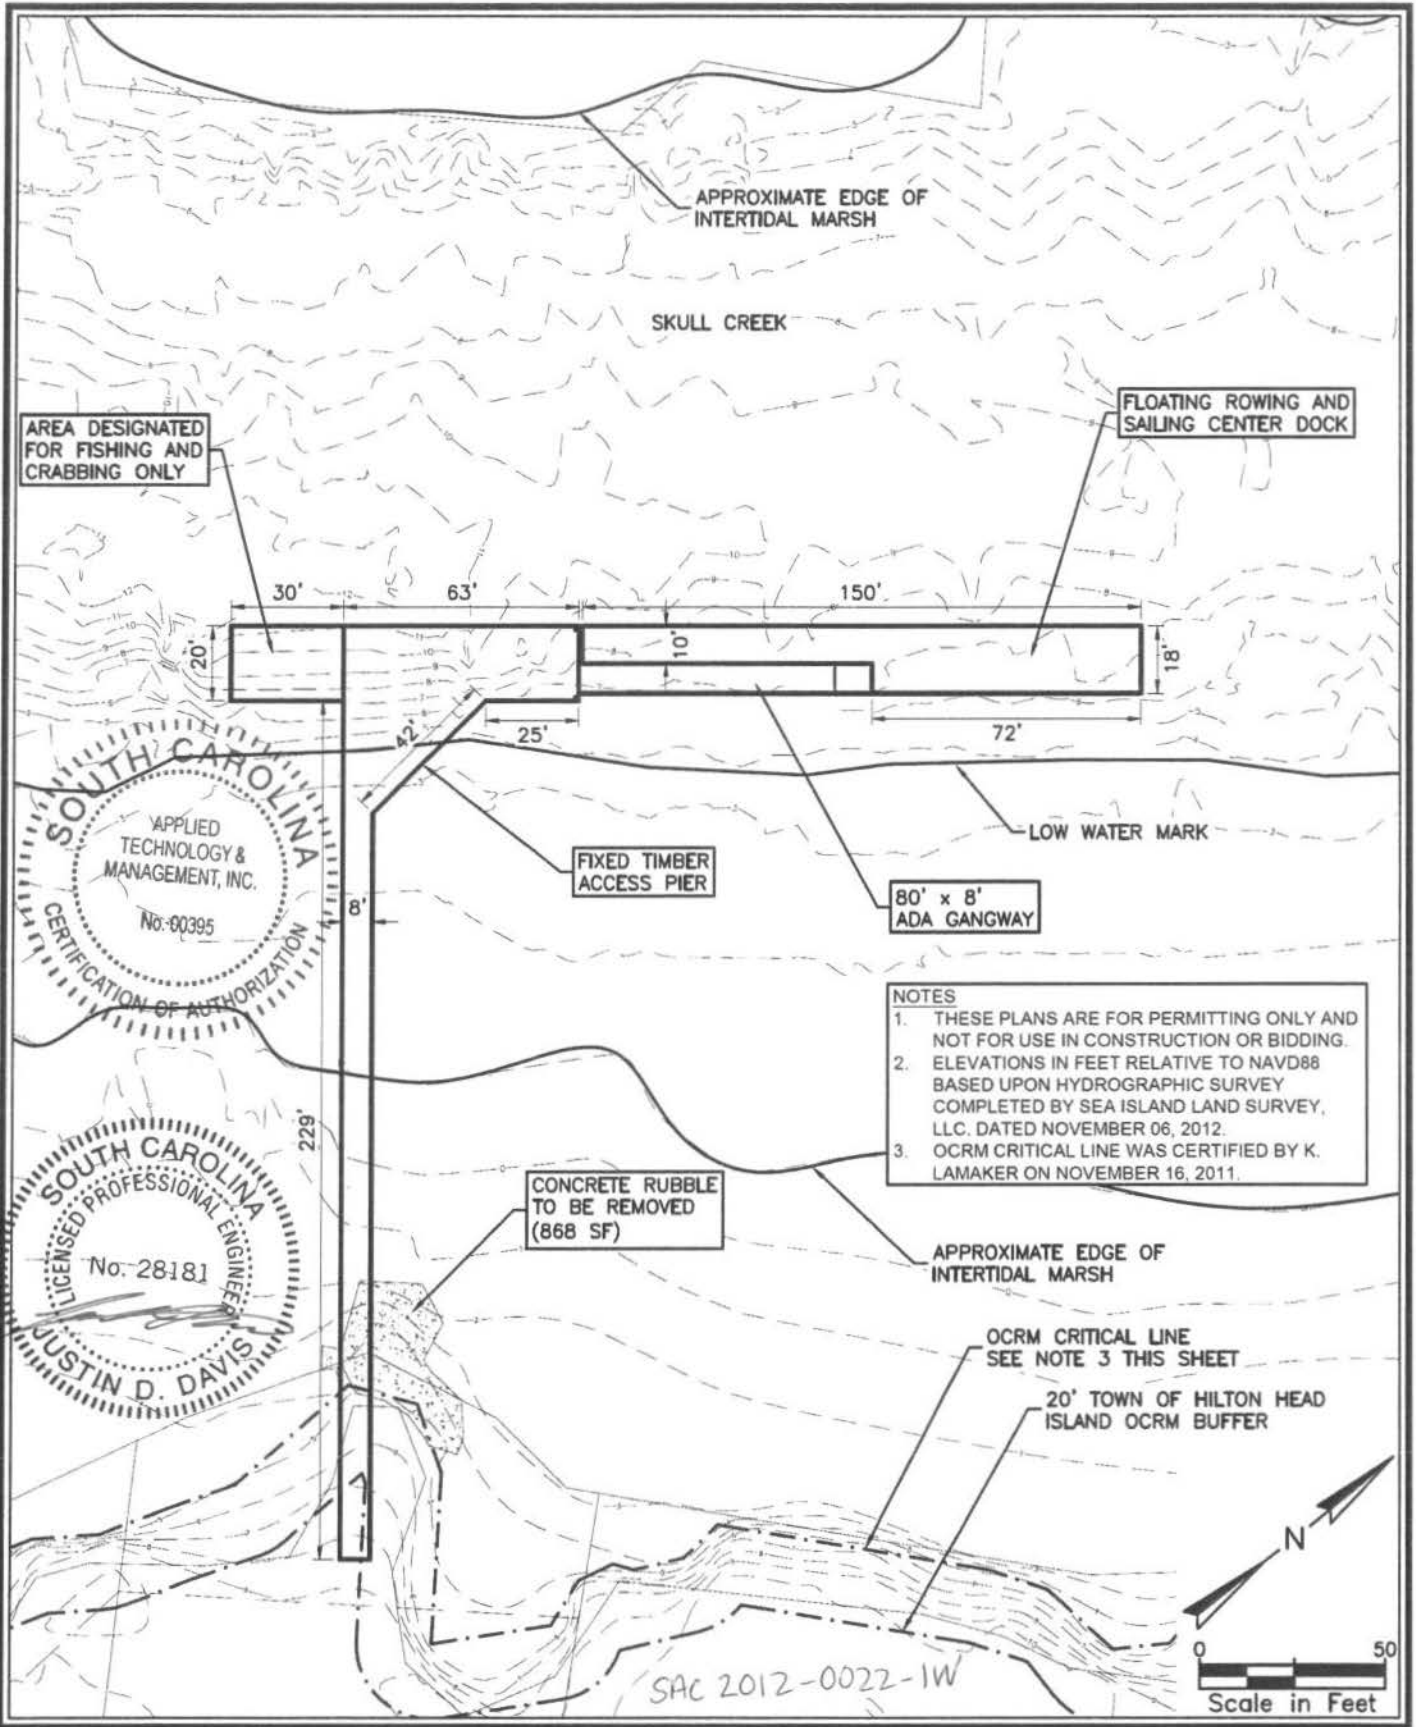 APPROXIMATE EDGE OF
INTERTIDAL MARSH
SKULL CREEK
AREA DESIGNATED
FOR FISHING AND
CRABBING ONLY
FLOATING ROWING AND
SAILING CENTER DOCK
30'
63'
150'
20'
10'
18'
42'
25'
72'
LOW WATER MARK
FIXED TIMBER
ACCESS PIER
80' x 8'
ADA GANGWAY
8'
SOUTH CAROLINA
APPLIED
TECHNOLOGY &
MANAGEMENT, INC.
No. 00395
CERTIFICATION OF AUTHORIZATION
NOTES
1. THESE PLANS ARE FOR PERMITTING ONLY AND
NOT FOR USE IN CONSTRUCTION OR BIDDING.
2. ELEVATIONS IN FEET RELATIVE TO NAVD88
BASED UPON HYDROGRAPHIC SURVEY
COMPLETED BY SEA ISLAND LAND SURVEY,
LLC. DATED NOVEMBER 06, 2012.
3. OCRM CRITICAL LINE WAS CERTIFIED BY K.
LAMAKER ON NOVEMBER 16, 2011.
229'
SOUTH CAROLINA
LICENSED PROFESSIONAL ENGINEER
No. 28181
JUSTIN D. DAVIS
CONCRETE RUBBLE
TO BE REMOVED
(868 SF)
APPROXIMATE EDGE OF
INTERTIDAL MARSH
OCRM CRITICAL LINE
SEE NOTE 3 THIS SHEET
20' TOWN OF HILTON HEAD
ISLAND OCRM BUFFER
N
0 50
Scale in Feet
SAC 2012-0022-1W